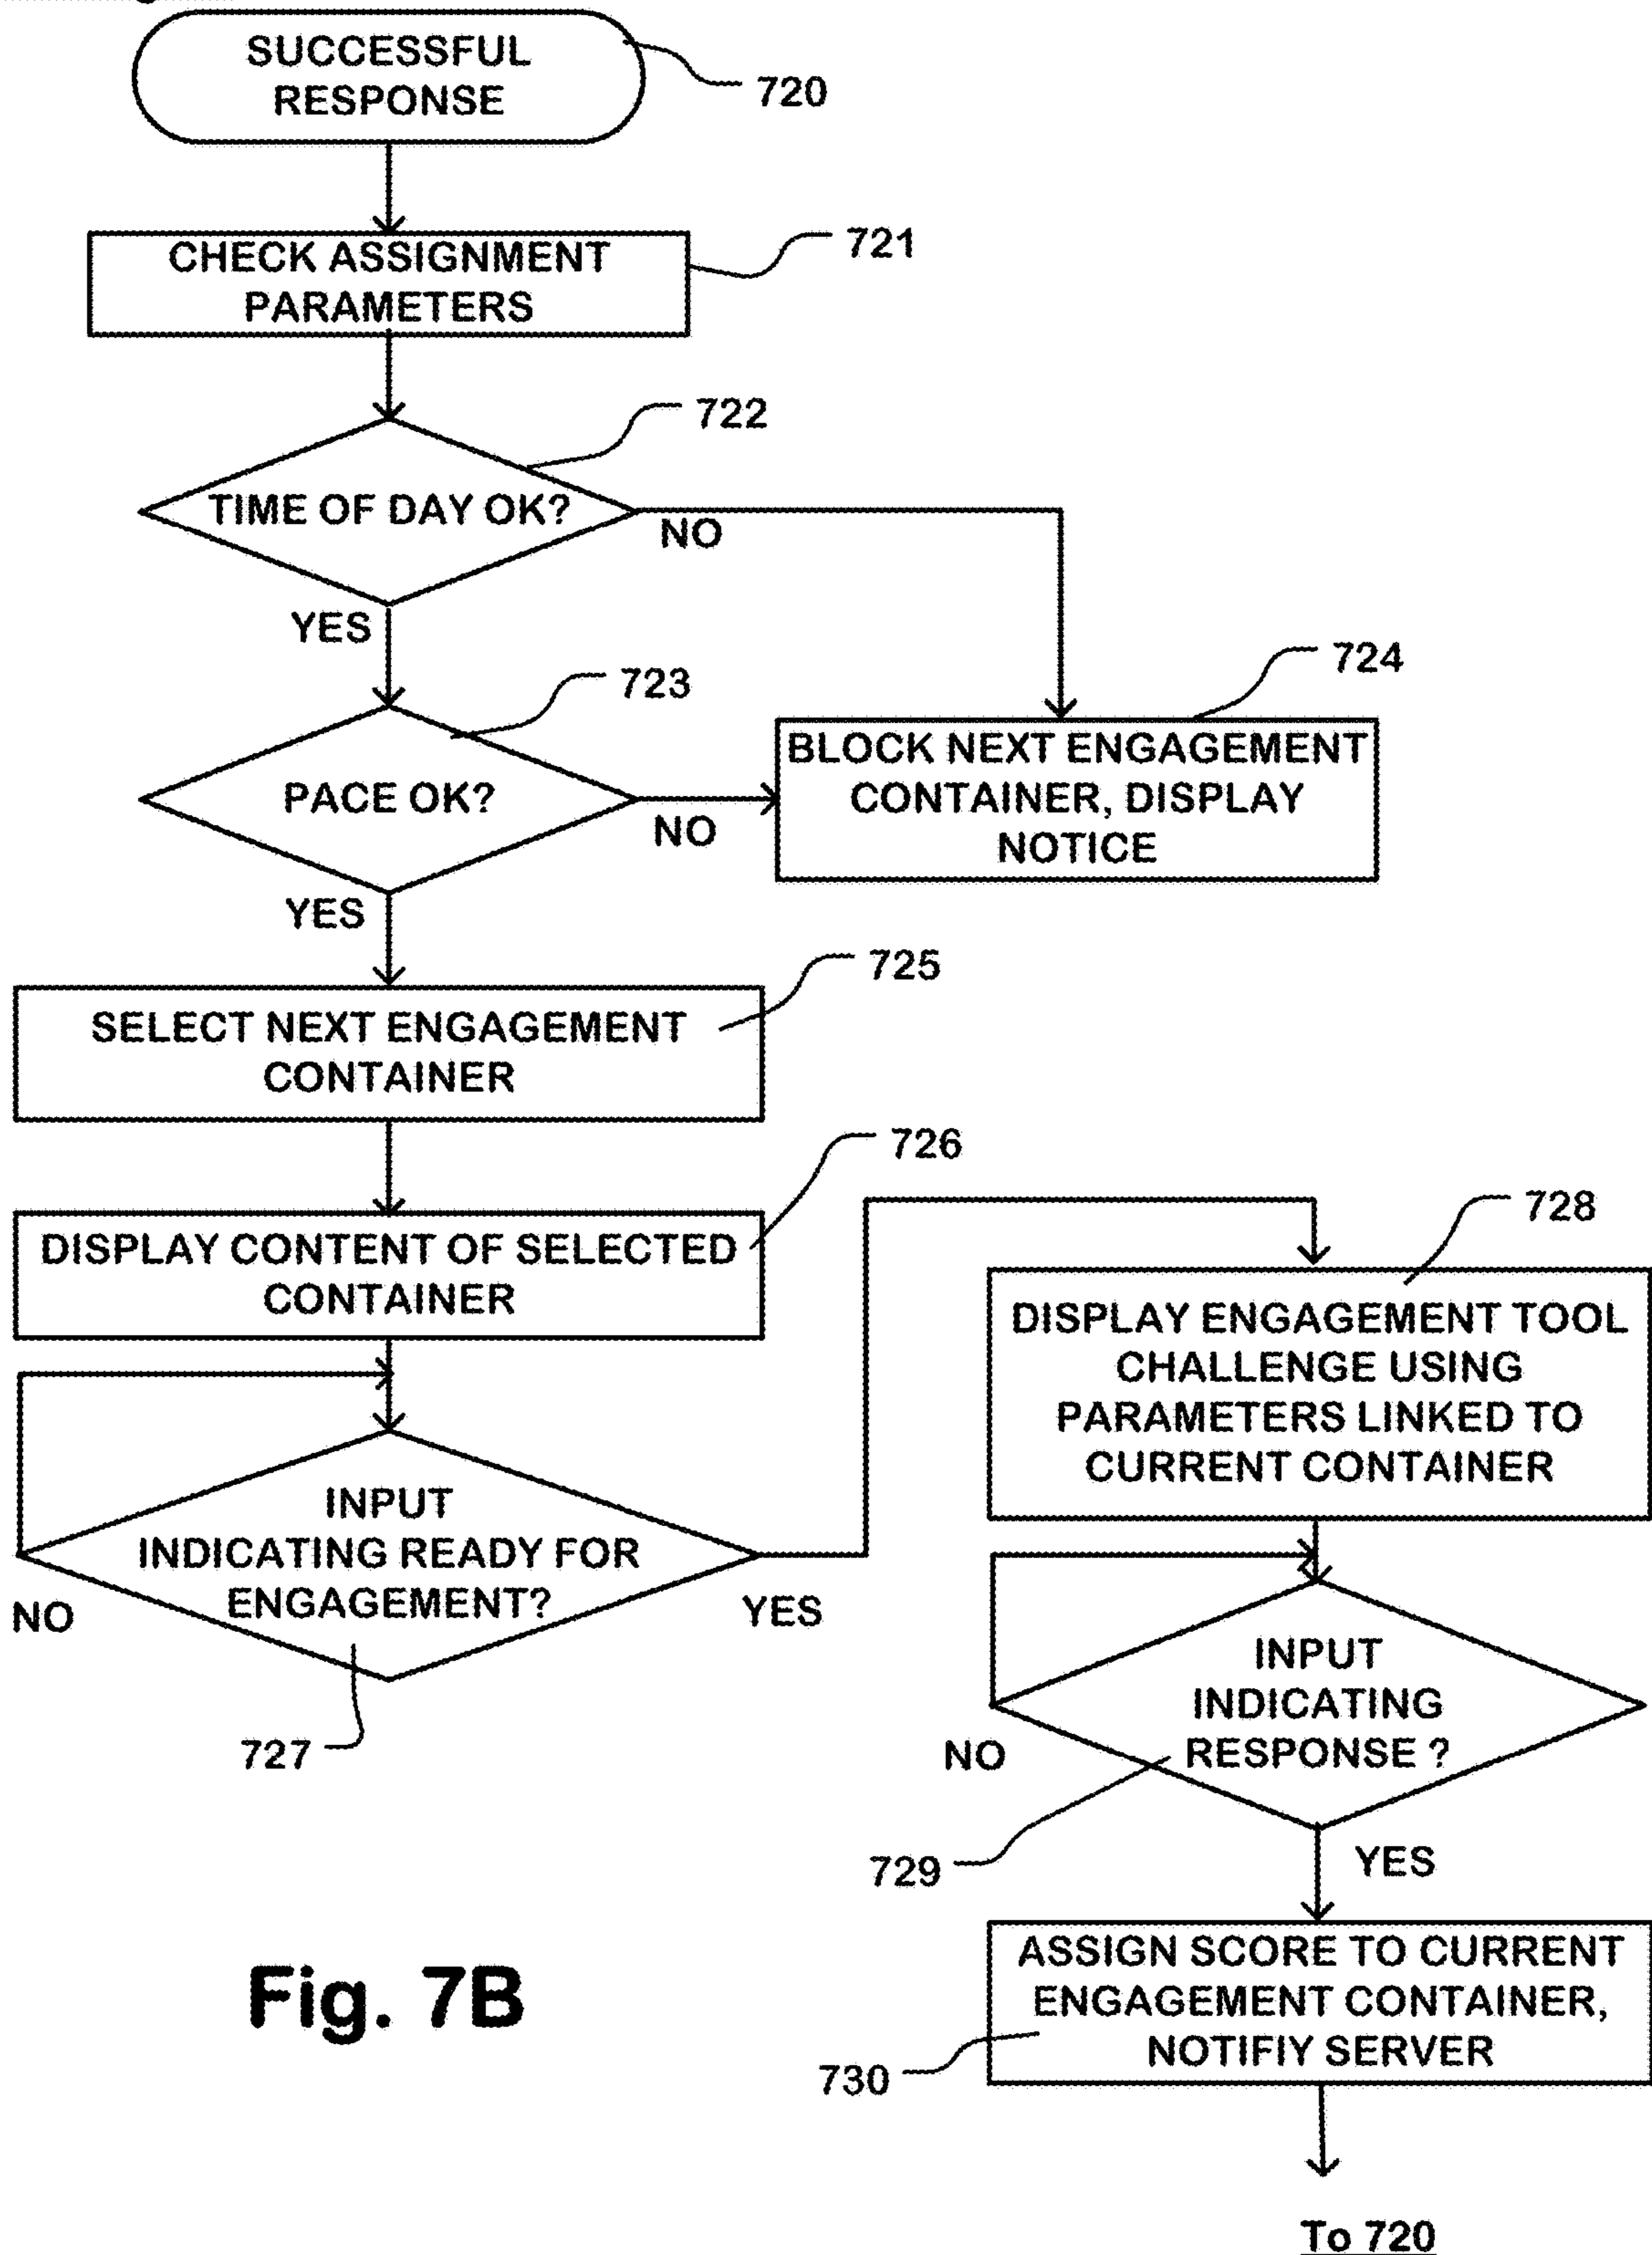 SUCCESSFUL
RESPONSE
720
CHECK ASSIGNMENT
PARAMETERS
721
722
TIME OF DAY OK?
NO
YES
723
724
PACE OK?
NO
BLOCK NEXT ENGAGEMENT
CONTAINER, DISPLAY
NOTICE
YES
725
SELECT NEXT ENGAGEMENT
CONTAINER
726
DISPLAY CONTENT OF SELECTED
CONTAINER
INPUT
INDICATING READY FOR
ENGAGEMENT?
NO
YES
727
728
DISPLAY ENGAGEMENT TOOL
CHALLENGE USING
PARAMETERS LINKED TO
CURRENT CONTAINER
INPUT
INDICATING
RESPONSE ?
NO
729
YES
ASSIGN SCORE TO CURRENT
ENGAGEMENT CONTAINER,
NOTIFIY SERVER
730
To 720
Fig. 7B